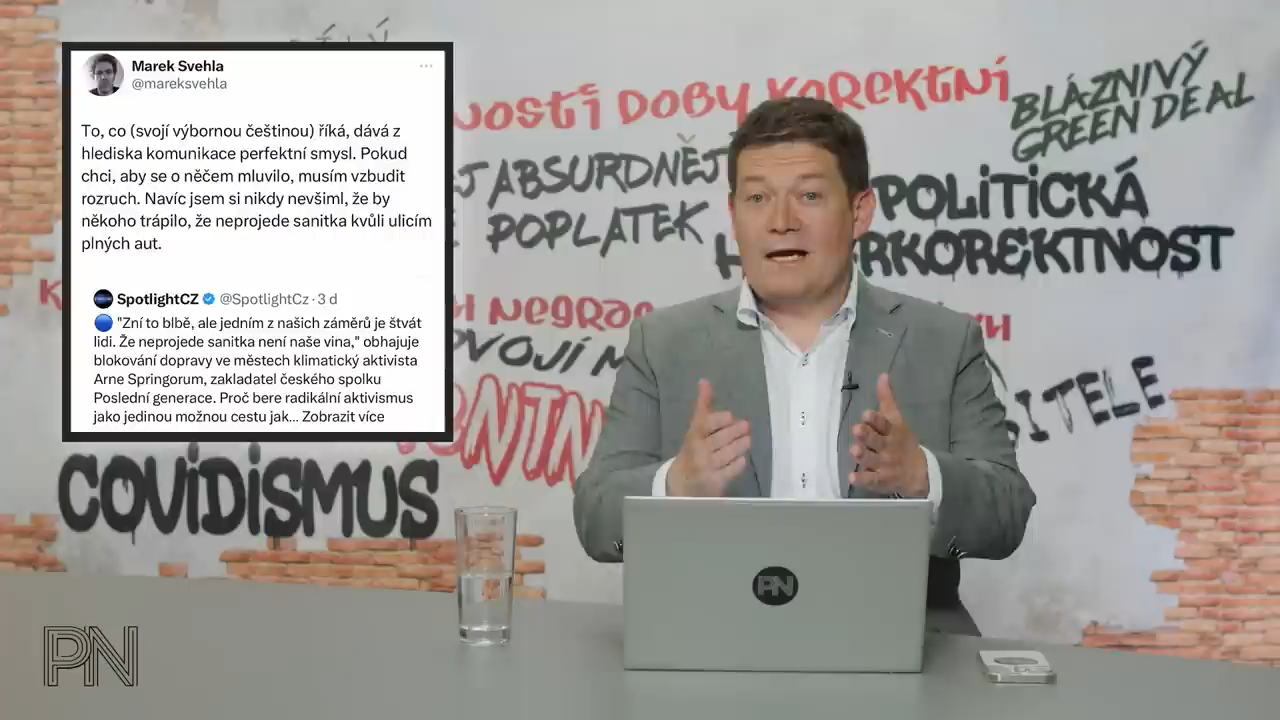 Marek Svehla
@mareksvehla
To, co (svojí výbornou češtinou) říká, dává z
hlediska komunikace perfektní smysl. Pokud
chci, aby se o něčem mluvilo, musím vzbudit
rozruch. Navíc jsem si nikdy nevšiml, že by
někoho trápilo, že neprojede sanitka kvůli ulicím
plných aut.
SpotlightCZ @SpotlightCz · 3 d
"Zní to blbě, ale jedním z našich záměrů je štvát
lidi. Že neprojede sanitka není naše vina," obhajuje
blokování dopravy ve městech klimatický aktivista
Arne Springorum, zakladatel českého spolku
Poslední generace. Proč bere radikální aktivismus
jako jedinou možnou cestu jak... Zobrazit více
DOBY KOREKTNÍ
BLÁZNIVÝ
GREEN DEAL
POPLATEK
POLITICKÁ
COVIDISMUS
PN
PN